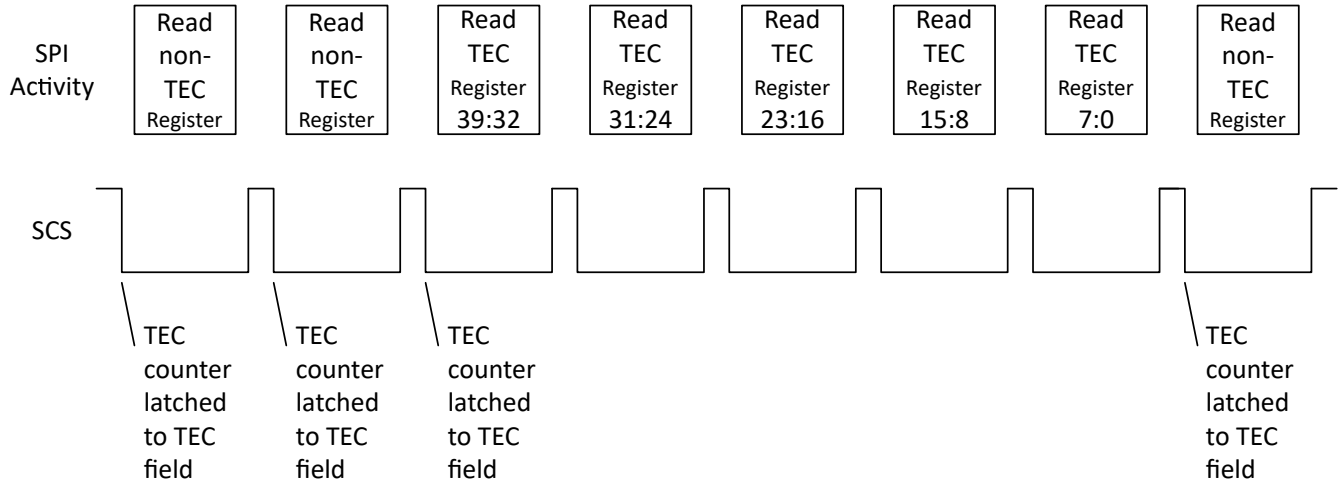 SPI
Activity
Read
non-
TEC
Register
Read
non-
TEC
Register
Read
TEC
Register
39:32
Read
TEC
Register
31:24
Read
TEC
Register
23:16
Read
TEC
Register
15:8
Read
TEC
Register
7:0
Read
non-
TEC
Register
SCS
TEC
counter
latched
to TEC
field
TEC
counter
latched
to TEC
field
TEC
counter
latched
to TEC
field
TEC
counter
latched
to TEC
field